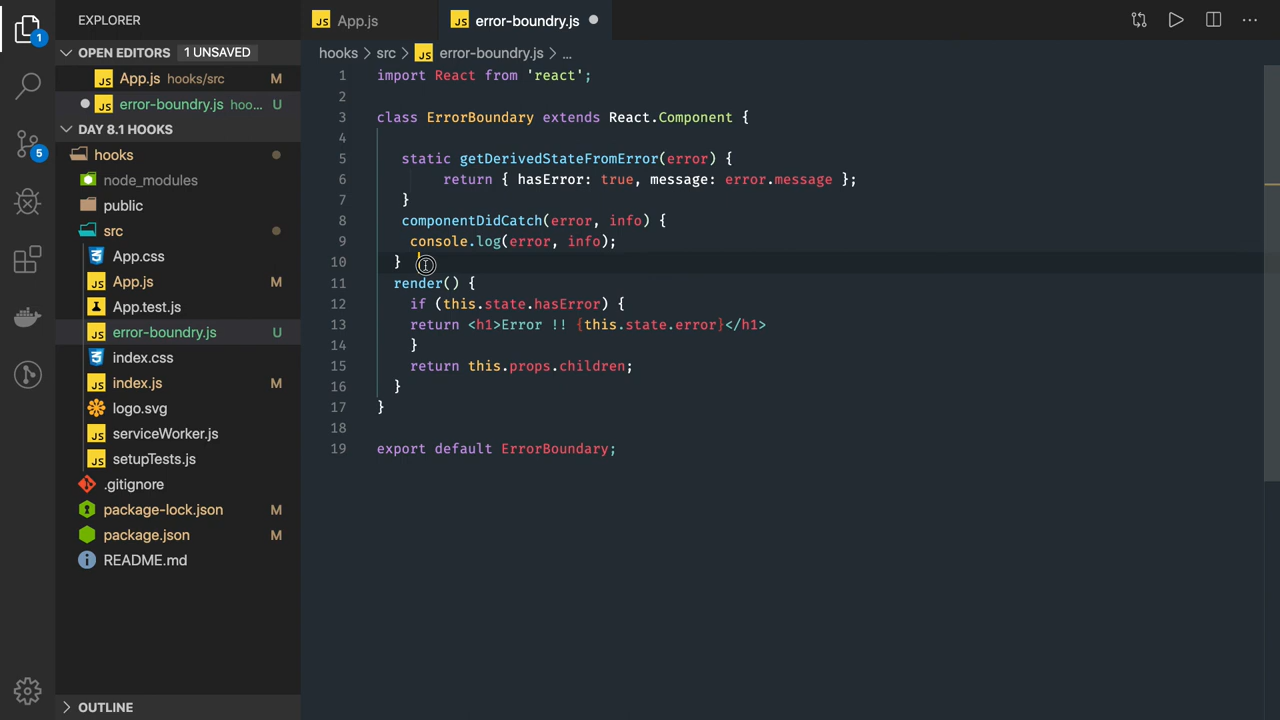 EXPLORER
OPEN EDITORS 1 UNSAVED
App.js hooks/src M
error-boundry.js hoo... U
DAY 8.1 HOOKS
hooks
node_modules
public
src
App.css
App.js M
App.test.js
error-boundry.js U
index.css
index.js M
logo.svg
serviceWorker.js
setupTests.js
.gitignore
package-lock.json M
package.json M
README.md
OUTLINE
1
5
JS App.js
JS error-boundry.js
hooks > src > JS error-boundry.js > ...
1 import React from 'react';
2
3 class ErrorBoundary extends React.Component {
4
5 static getDerivedStateFromError(error) {
6 return { hasError: true, message: error.message };
7 }
8 componentDidCatch(error, info) {
9 console.log(error, info);
10 }
11 render() {
12 if (this.state.hasError) {
13 return <h1>Error !! {this.state.error}</h1>
14 }
15 return this.props.children;
16 }
17 }
18
19 export default ErrorBoundary;